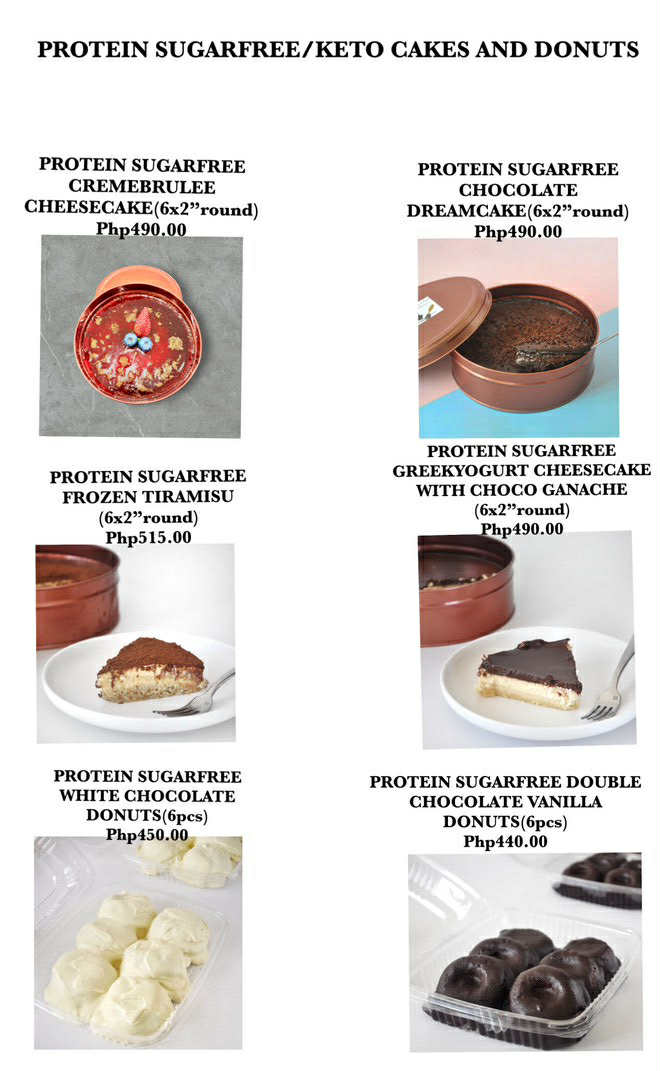 PROTEIN SUGARFREE/KETO CAKES AND DONUTS
PROTEIN SUGARFREE
CREMEBRULEE
CHEESECAKE(6x2”round)
Php490.00
PROTEIN SUGARFREE
CHOCOLATE
DREAMCAKE(6x2”round)
Php490.00
PROTEIN SUGARFREE
FROZEN TIRAMISU
(6x2”round)
Php515.00
PROTEIN SUGARFREE
GREEKYOGURT CHEESECAKE
WITH CHOCO GANACHE
(6x2”round)
Php490.00
PROTEIN SUGARFREE
WHITE CHOCOLATE
DONUTS(6pcs)
Php450.00
PROTEIN SUGARFREE DOUBLE
CHOCOLATE VANILLA
DONUTS(6pcs)
Php440.00